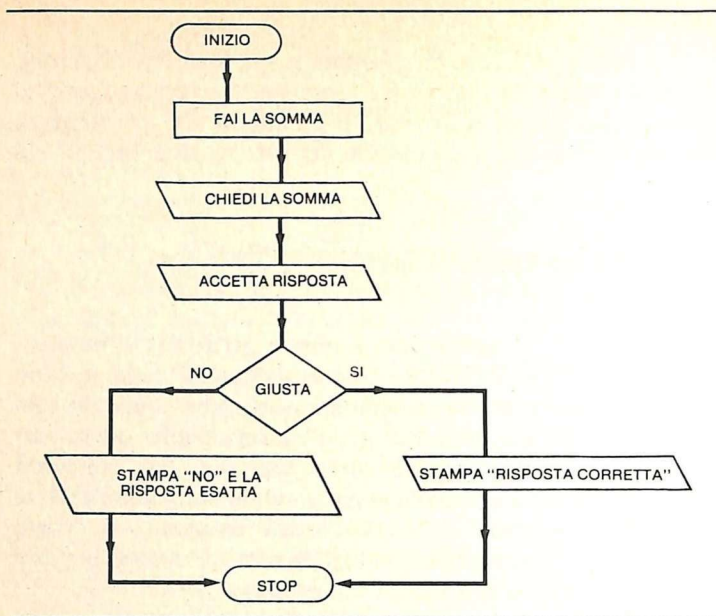 INIZIO
FAI LA SOMMA
CHIEDI LA SOMMA
ACCETTA RISPOSTA
NO
SI
GIUSTA
STAMPA “NO” E LA
RISPOSTA ESATTA
STAMPA “RISPOSTA CORRETTA”
STOP